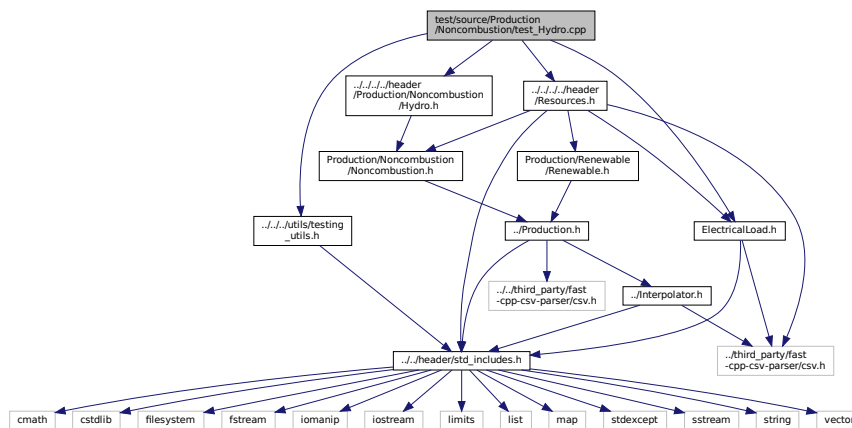 test/source/Production
/Noncombustion/test_Hydro.cpp
../../../../header
/Production/Noncombustion
/Hydro.h
../../../../header
/Resources.h
Production/Noncombustion
/Noncombustion.h
Production/Renewable
/Renewable.h
../../../utils/testing
_utils.h
../Production.h
ElectricalLoad.h
../../third_party/fast
-cpp-csv-parser/csv.h
../Interpolator.h
../../header/std_includes.h
../third_party/fast
-cpp-csv-parser/csv.h
cmath
cstdlib
filesystem
fstream
iomanip
iostream
limits
list
map
stdexcept
sstream
string
vector